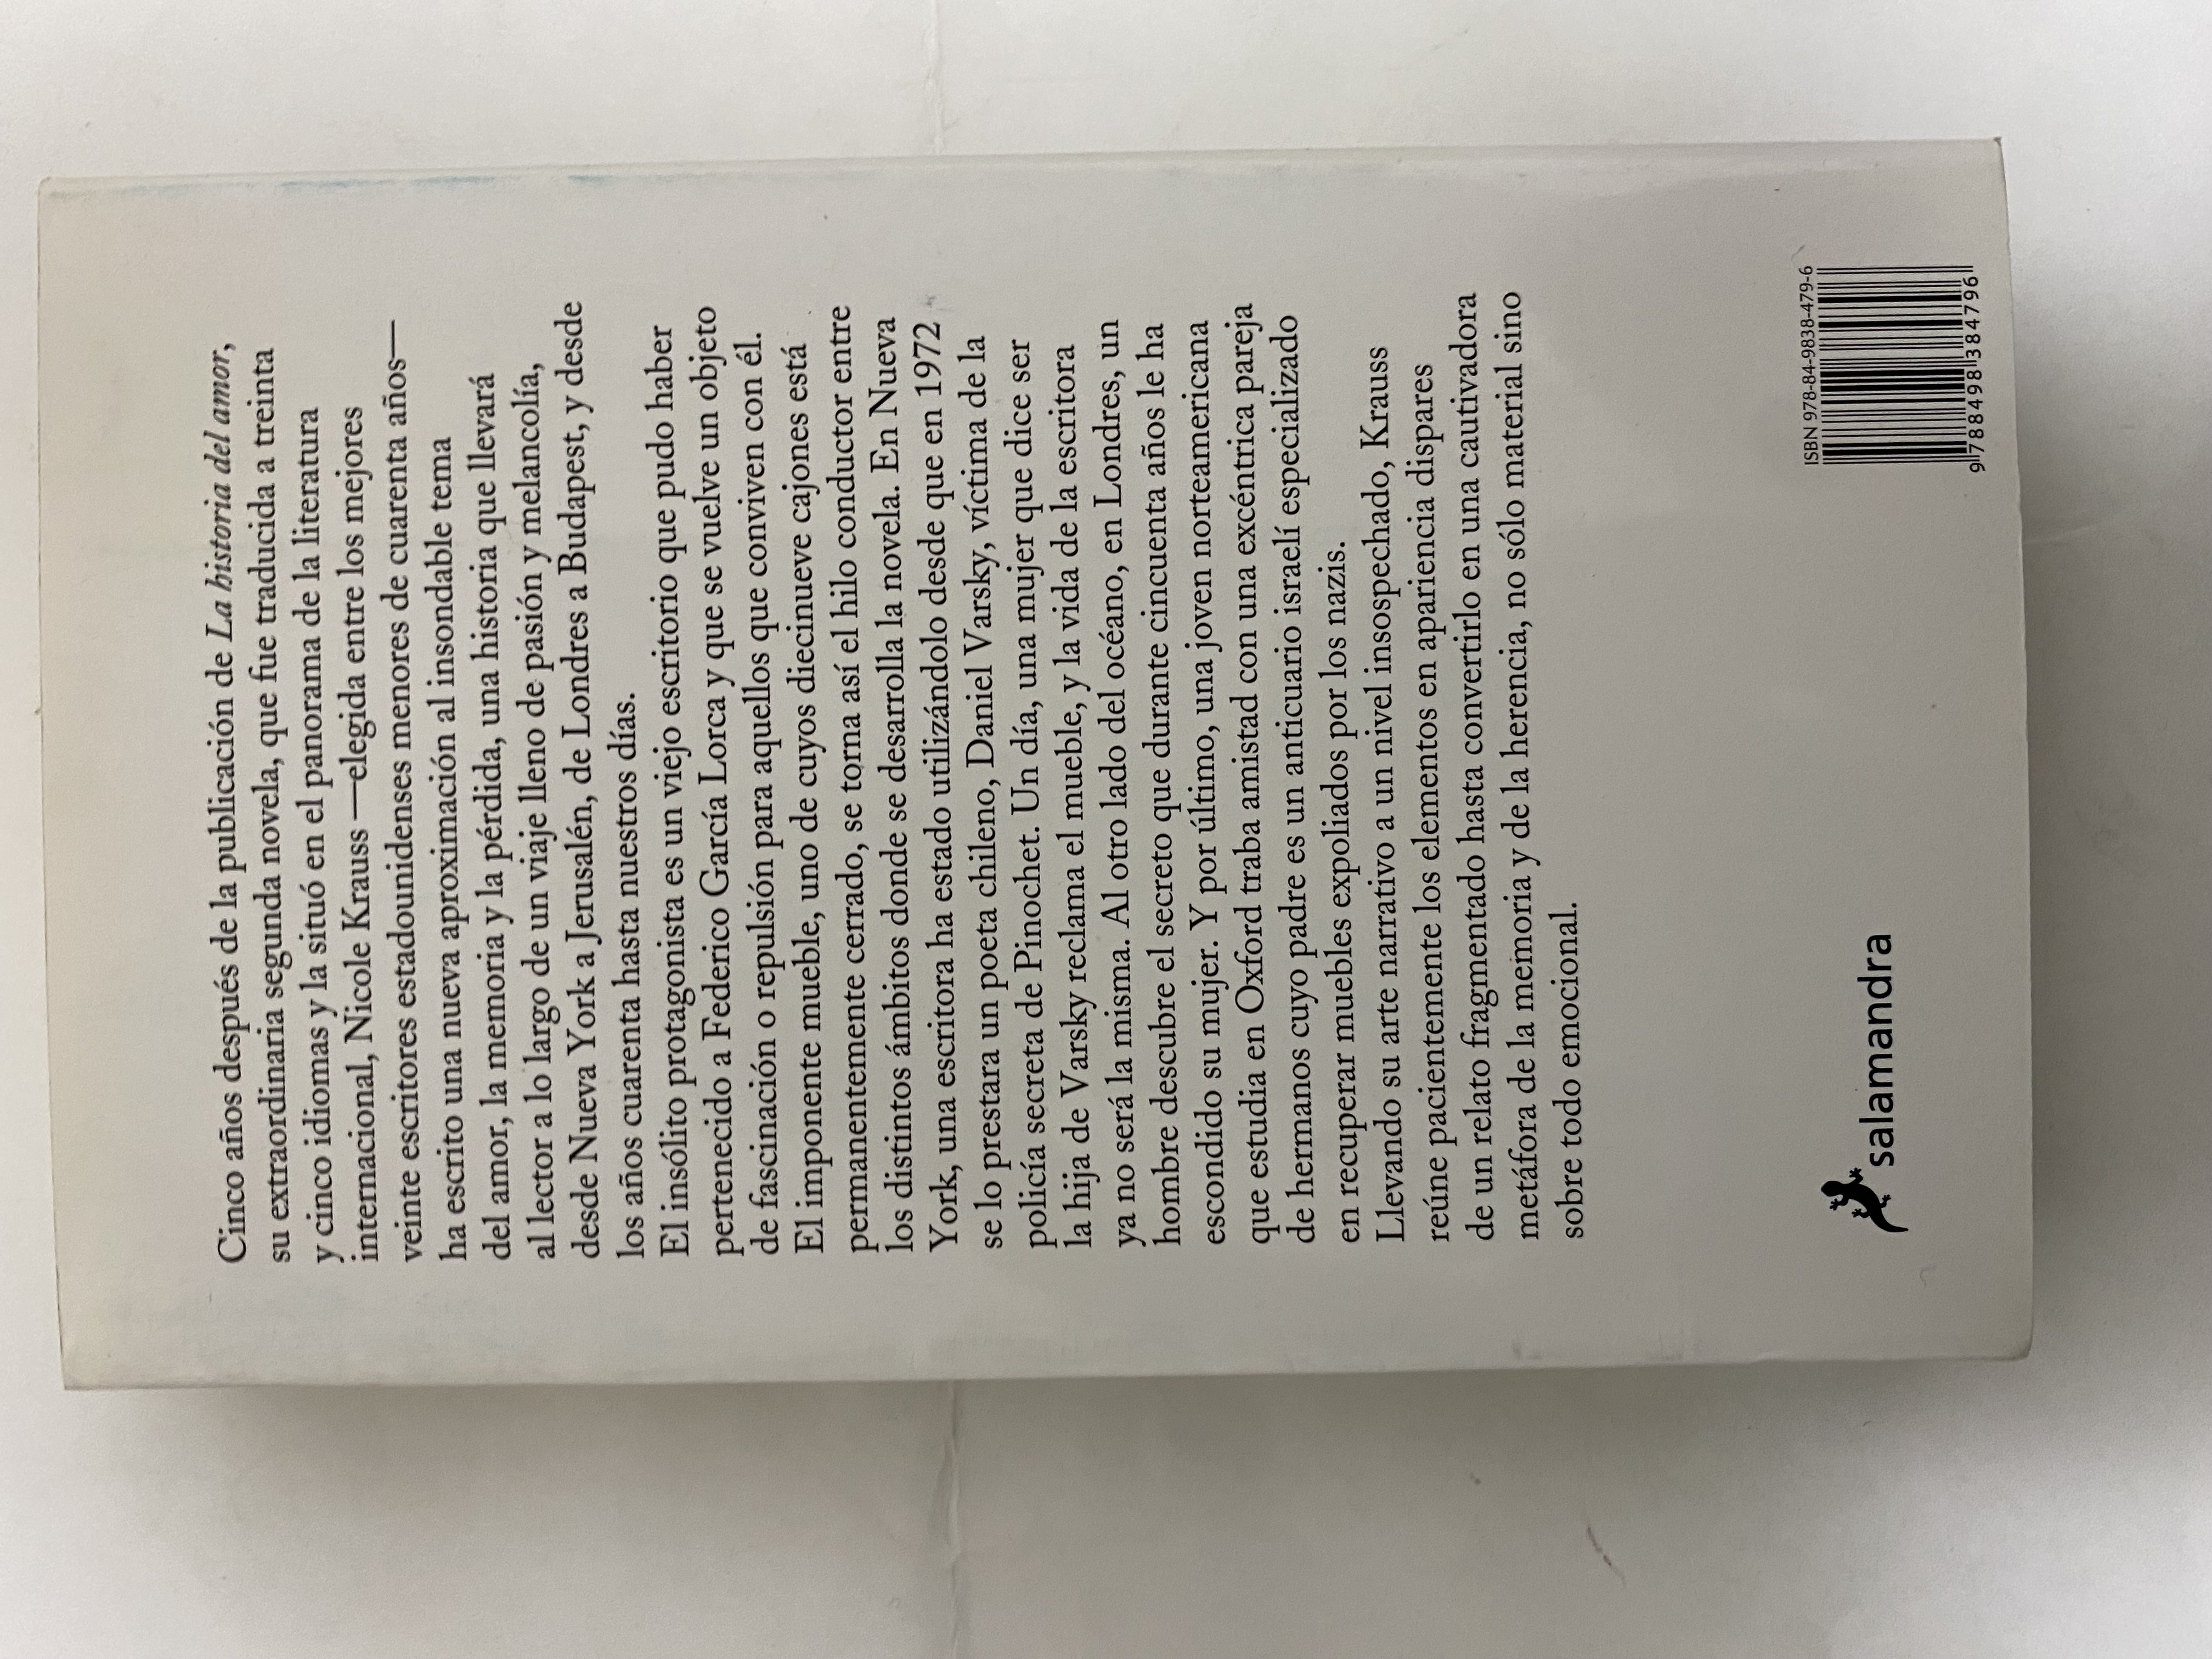 Cinco años después de la publicación de La historia del amor,
su extraordinaria segunda novela, que fue traducida a treinta
y cinco idiomas y la situó en el panorama de la literatura
internacional, Nicole Krauss —elegida entre los mejores
veinte escritores estadounidenses menores de cuarenta años—
ha escrito una nueva aproximación al insondable tema
del amor, la memoria y la pérdida, una historia que llevará
al lector a lo largo de un viaje lleno de pasión y melancolía,
desde Nueva York a Jerusalén, de Londres a Budapest, y desde
los años cuarenta hasta nuestros días.
El insólito protagonista es un viejo escritorio que pudo haber
pertenecido a Federico García Lorca y que se vuelve un objeto
de fascinación o repulsión para aquellos que conviven con él.
El imponente mueble, uno de cuyos diecinueve cajones está
permanentemente cerrado, se torna así el hilo conductor entre
los distintos ámbitos donde se desarrolla la novela. En Nueva
York, una escritora ha estado utilizándolo desde que en 1972
se lo prestara un poeta chileno, Daniel Varsky, víctima de la
policía secreta de Pinochet. Un día, una mujer que dice ser
la hija de Varsky reclama el mueble, y la vida de la escritora
ya no será la misma. Al otro lado del océano, en Londres, un
hombre descubre el secreto que durante cincuenta años le ha
escondido su mujer. Y por último, una joven norteamericana
que estudia en Oxford traba amistad con una excéntrica pareja
de hermanos cuyo padre es un anticuario israelí especializado
en recuperar muebles expoliados por los nazis.
Llevando su arte narrativo a un nivel insospechado, Krauss
reúne pacientemente los elementos en apariencia dispares
de un relato fragmentado hasta convertirlo en una cautivadora
metáfora de la memoria y de la herencia, no sólo material sino
sobre todo emocional.
salamandra
ISBN 978-84-9838-479-6
9 788498 384796